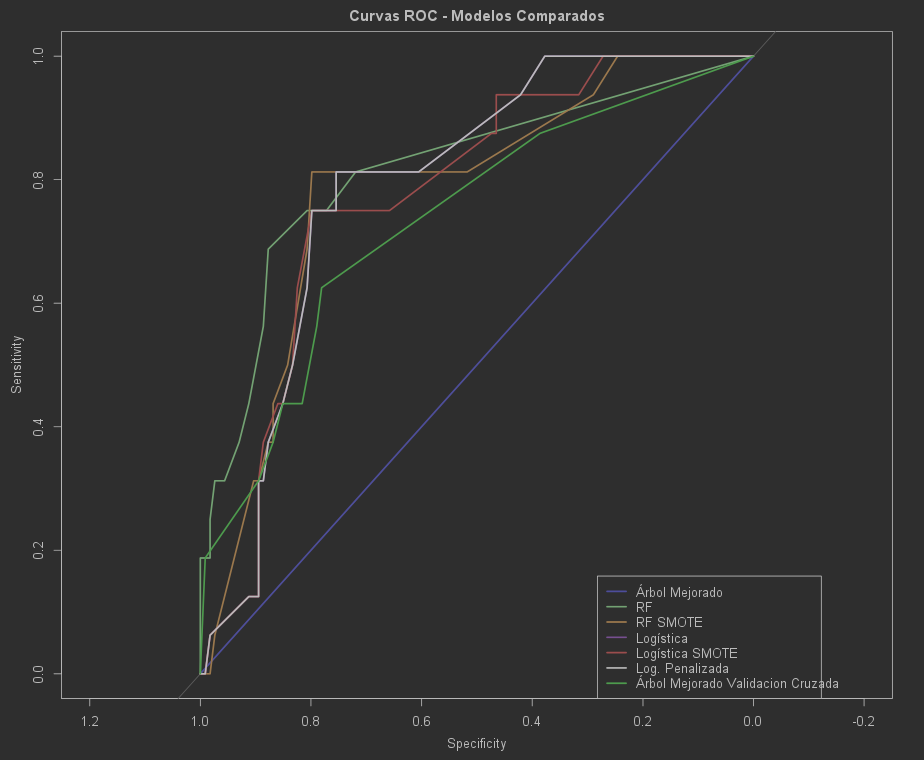 Curvas ROC - Modelos Comparados
1.0
0.8
0.6
0.4
0.2
0.0
Sensitivity
Árbol Mejorado
RF
RF SMOTE
Logística
Logística SMOTE
Log. Penalizada
Árbol Mejorado Validacion Cruzada
1.2 1.0 0.8 0.6 0.4 0.2 0.0 -0.2
Specificity